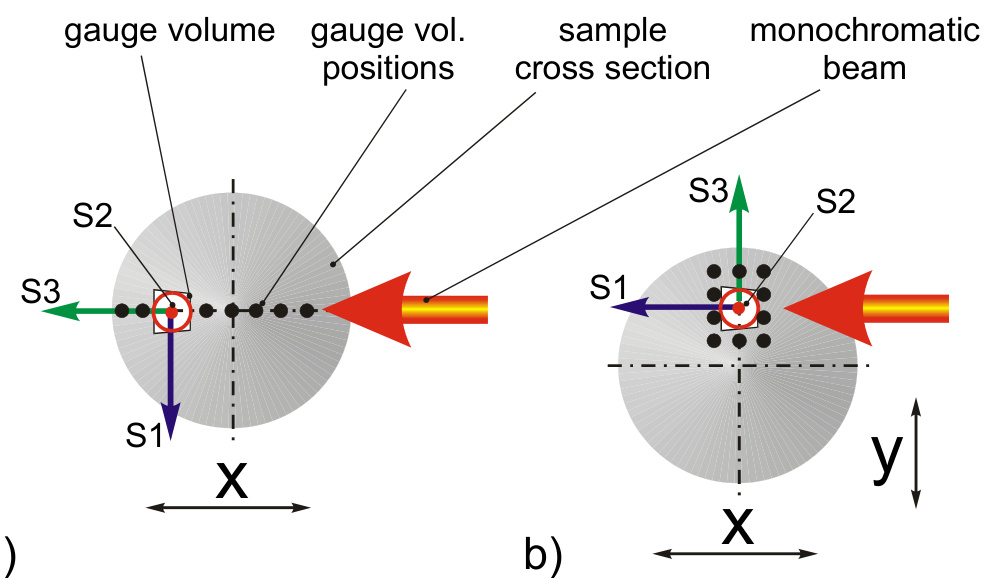 gauge volume
gauge vol.
positions
sample
cross section
monochromatic
beam
S2
S3
S1
x
)
S3
S2
S1
y
x
b)